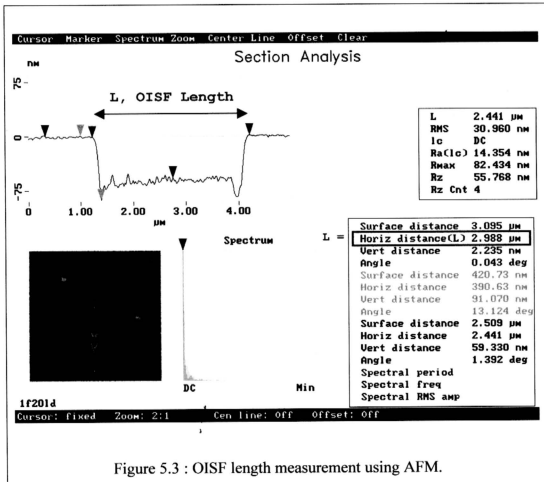 Cursor Marker Spectrum Zoom Center Line Offset Clear
Section Analysis
nM
75
0
-75
L, OISF Length
0 1.00 2.00 3.00 4.00
µM
L 2.441 µM
RMS 30.960 nM
lc DC
Ra(lc) 14.354 nM
Rmax 82.434 nM
Rz 55.768 nM
Rz Cnt 4
Spectrum
DC Min
L =
Surface distance 3.095 µM
Horiz distance(L) 2.988 µM
Vert distance 2.235 nM
Angle 0.043 deg
Surface distance 420.73 nM
Horiz distance 390.63 nM
Vert distance 91.070 nM
Angle 13.124 deg
Surface distance 2.509 µM
Horiz distance 2.441 µM
Vert distance 59.330 nM
Angle 1.392 deg
Spectral period
Spectral freq
Spectral RMS amp
1f20ld
Cursor: fixed Zoom: 2:1 Cen line: Off Offset: Off
Figure 5.3 : OISF length measurement using AFM.